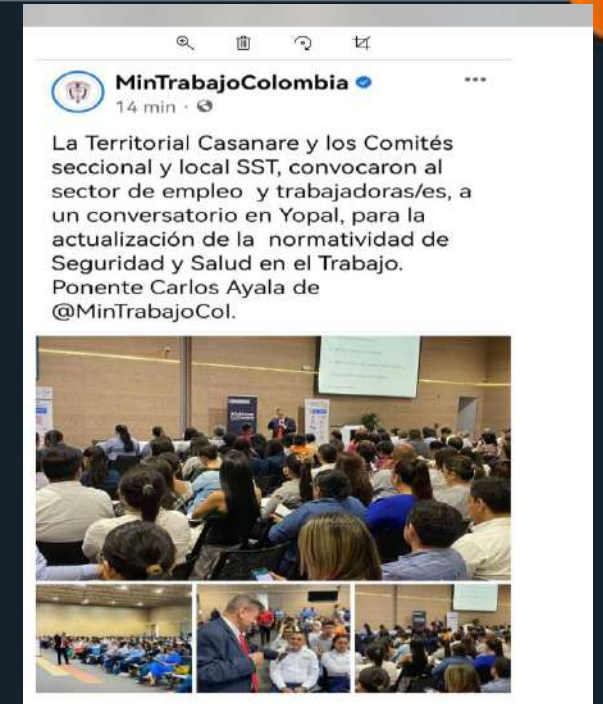 MinTrabajoColombia
14 min ·
La Territorial Casanare y los Comités
seccional y local SST, convocaron al
sector de empleo y trabajadoras/es, a
un conversatorio en Yopal, para la
actualización de la normatividad de
Seguridad y Salud en el Trabajo.
Ponente Carlos Ayala de
@MinTrabajoCol.